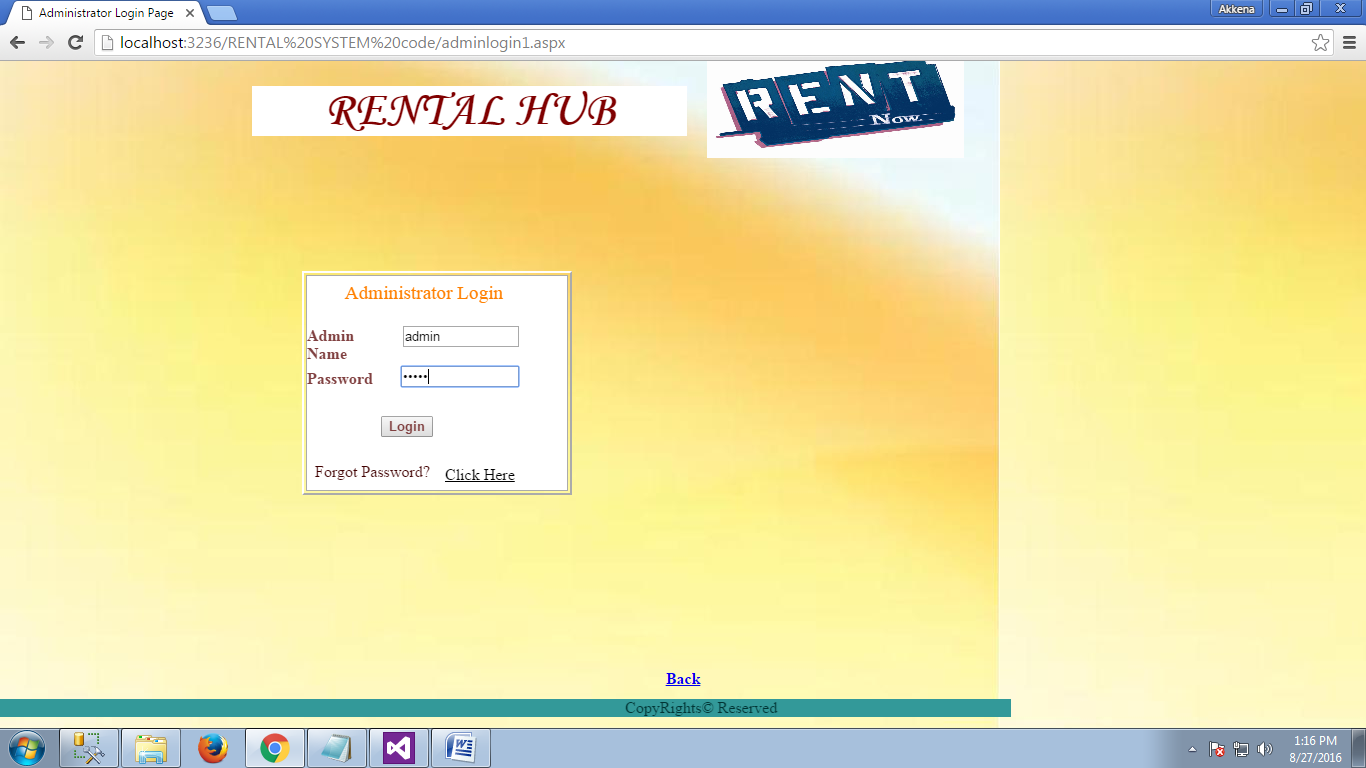 Administrator Login Page
Akkena
localhost:3236/RENTAL%20SYSTEM%20code/adminlogin1.aspx
RENTAL HUB
RENT
Now.
Administrator Login
Admin
Name
admin
Password
•••••
Login
Forgot Password? Click Here
Back
CopyRights© Reserved
1:16 PM
8/27/2016